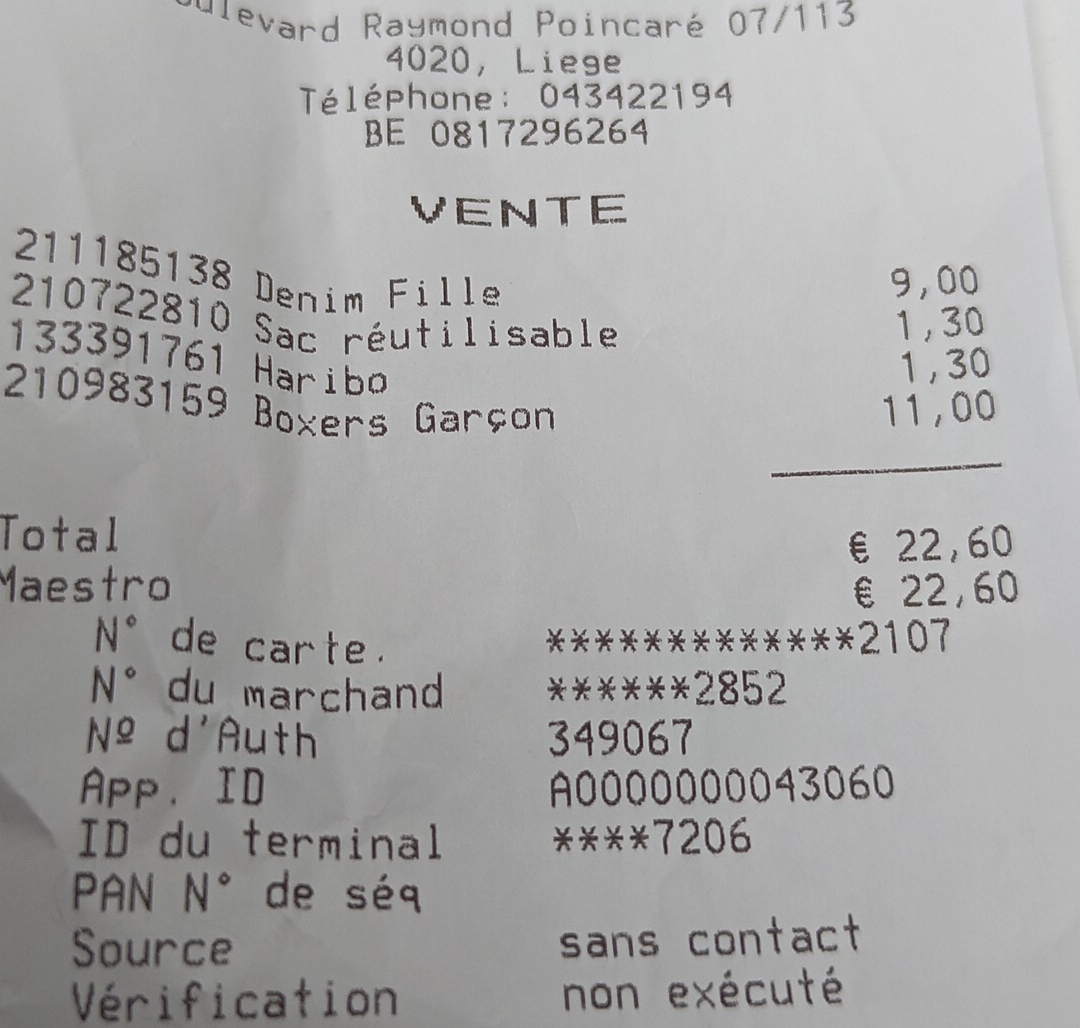 Boulevard Raymond Poincaré 07/113
4020, Liege
Téléphone: 043422194
BE 0817296264
VENTE
211185138 Denim Fille 9,00
210722810 Sac réutilisable 1,30
133391761 Haribo 1,30
210983159 Boxers Garçon 11,00
Total € 22,60
Maestro € 22,60
N° de carte. *************2107
N° du marchand ******2852
Nº d'Auth 349067
App. ID A0000000043060
ID du terminal ****7206
PAN N° de séq
Source sans contact
Vérification non exécuté